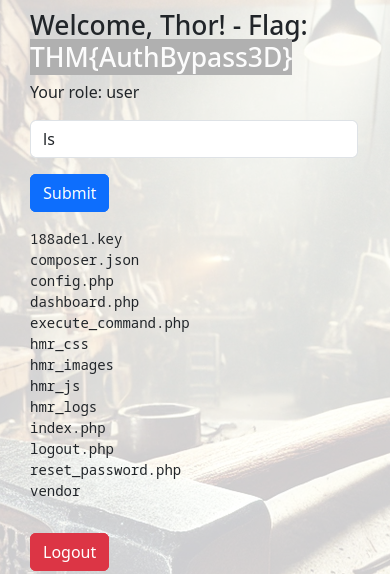 Welcome, Thor! - Flag:
THM{AuthBypass3D}
Your role: user
ls
Submit
188ade1.key
composer.json
config.php
dashboard.php
execute_command.php
hmr_css
hmr_images
hmr_js
hmr_logs
index.php
logout.php
reset_password.php
vendor
Logout